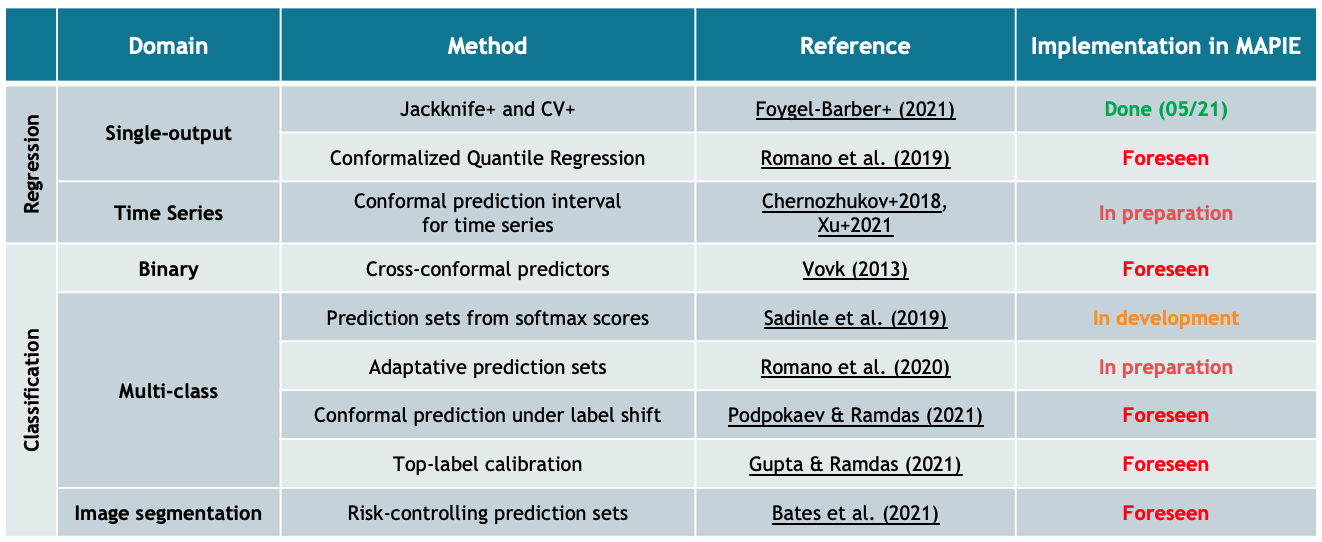 Domain
Method
Reference
Implementation in MAPIE
Regression
Single-output
Jackknife+ and CV+
Foygel-Barber+ (2021)
Done (05/21)
Conformalized Quantile Regression
Romano et al. (2019)
Foreseen
Time Series
Conformal prediction interval
for time series
Chernozhukov+2018,
Xu+2021
In preparation
Classification
Binary
Cross-conformal predictors
Vovk (2013)
Foreseen
Multi-class
Prediction sets from softmax scores
Sadinle et al. (2019)
In development
Adaptative prediction sets
Romano et al. (2020)
In preparation
Conformal prediction under label shift
Podpokaev & Ramdas (2021)
Foreseen
Top-label calibration
Gupta & Ramdas (2021)
Foreseen
Image segmentation
Risk-controlling prediction sets
Bates et al. (2021)
Foreseen